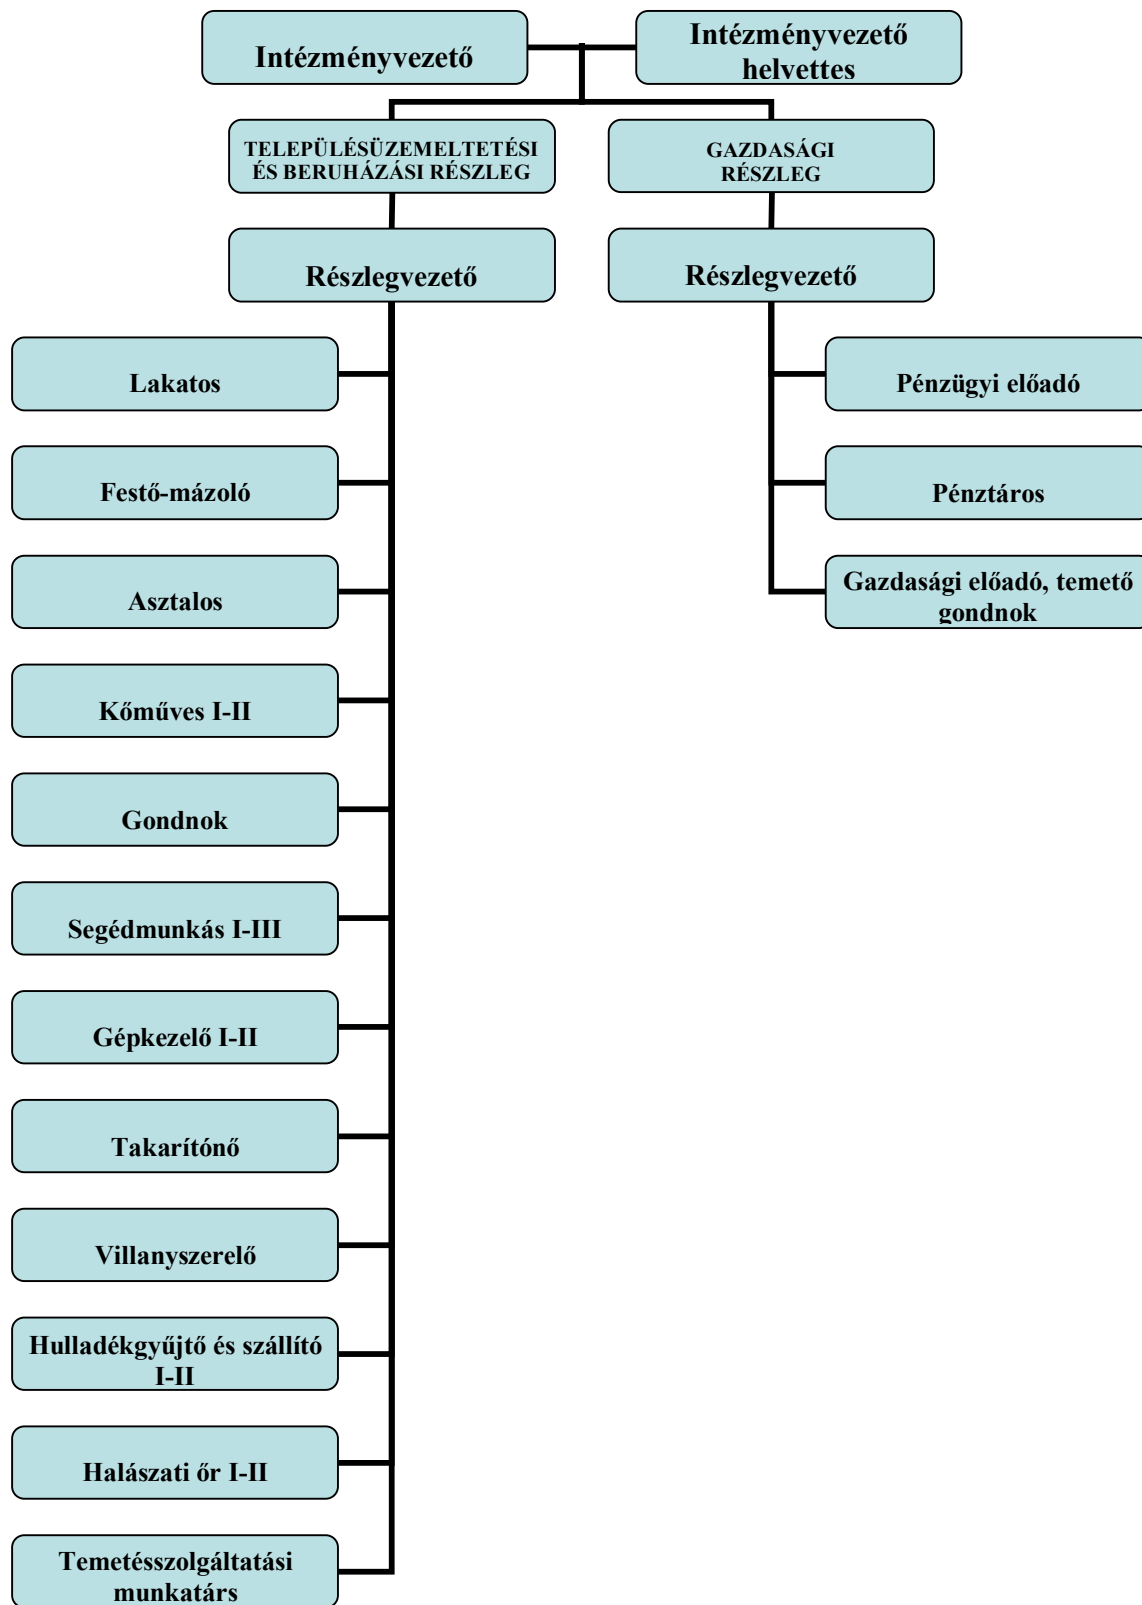 Intézményvezető
Intézményvezető
helvettes
TELEPÜLÉSÜZEMELTETÉSI
ÉS BERUHÁZÁSI RÉSZLEG
GAZDASÁGI
RÉSZLEG
Részlegvezető
Részlegvezető
Lakatos
Pénzügyi előadó
Festő-mázoló
Pénztáros
Asztalos
Gazdasági előadó, temető
gondnok
Kőműves I-II
Gondnok
Segédmunkás I-III
Gépkezelő I-II
Takarítónő
Villanyszerelő
Hulladékgyűjtő és szállító
I-II
Halászati őr I-II
Temetésszolgáltatási
munkatárs